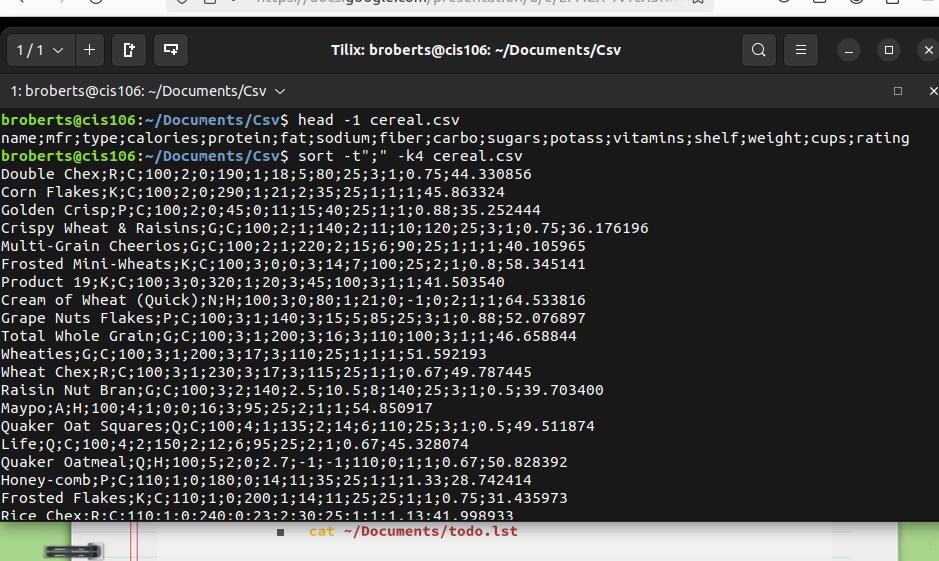 1 / 1
Tilix: broberts@cis106: ~/Documents/Csv
1: broberts@cis106: ~/Documents/Csv
broberts@cis106:~/Documents/Csv$ head -1 cereal.csv
name;mfr;type;calories;protein;fat;sodium;fiber;carbo;sugars;potass;vitamins;shelf;weight;cups;rating
broberts@cis106:~/Documents/Csv$ sort -t";" -k4 cereal.csv
Double Chex;R;C;100;2;0;190;1;18;5;80;25;3;1;0.75;44.330856
Corn Flakes;K;C;100;2;0;290;1;21;2;35;25;1;1;1;45.863324
Golden Crisp;P;C;100;2;0;45;0;11;15;40;25;1;1;0.88;35.252444
Crispy Wheat & Raisins;G;C;100;2;1;140;2;11;10;120;25;3;1;0.75;36.176196
Multi-Grain Cheerios;G;C;100;2;1;220;2;15;6;90;25;1;1;1;40.105965
Frosted Mini-Wheats;K;C;100;3;0;0;3;14;7;100;25;2;1;0.8;58.345141
Product 19;K;C;100;3;0;320;1;20;3;45;100;3;1;1;41.503540
Cream of Wheat (Quick);N;H;100;3;0;80;1;21;0;-1;0;2;1;1;64.533816
Grape Nuts Flakes;P;C;100;3;1;140;3;15;5;85;25;3;1;0.88;52.076897
Total Whole Grain;G;C;100;3;1;200;3;16;3;110;100;3;1;1;46.658844
Wheaties;G;C;100;3;1;200;3;17;3;110;25;1;1;1;51.592193
Wheat Chex;R;C;100;3;1;230;3;17;3;115;25;1;1;0.67;49.787445
Raisin Nut Bran;G;C;100;3;2;140;2.5;10.5;8;140;25;3;1;0.5;39.703400
Maypo;A;H;100;4;1;0;0;16;3;95;25;2;1;1;54.850917
Quaker Oat Squares;Q;C;100;4;1;135;2;14;6;110;25;3;1;0.5;49.511874
Life;Q;C;100;4;2;150;2;12;6;95;25;2;1;0.67;45.328074
Quaker Oatmeal;Q;H;100;5;2;0;2.7;-1;-1;110;0;1;1;0.67;50.828392
Honey-comb;P;C;110;1;0;180;0;14;11;35;25;1;1;1.33;28.742414
Frosted Flakes;K;C;110;1;0;200;1;14;11;25;25;1;1;0.75;31.435973
Rice Chex;R;C;110;1;0;240;0;23;2;30;25;1;1;1.13;41.998933
cat ~/Documents/todo.lst